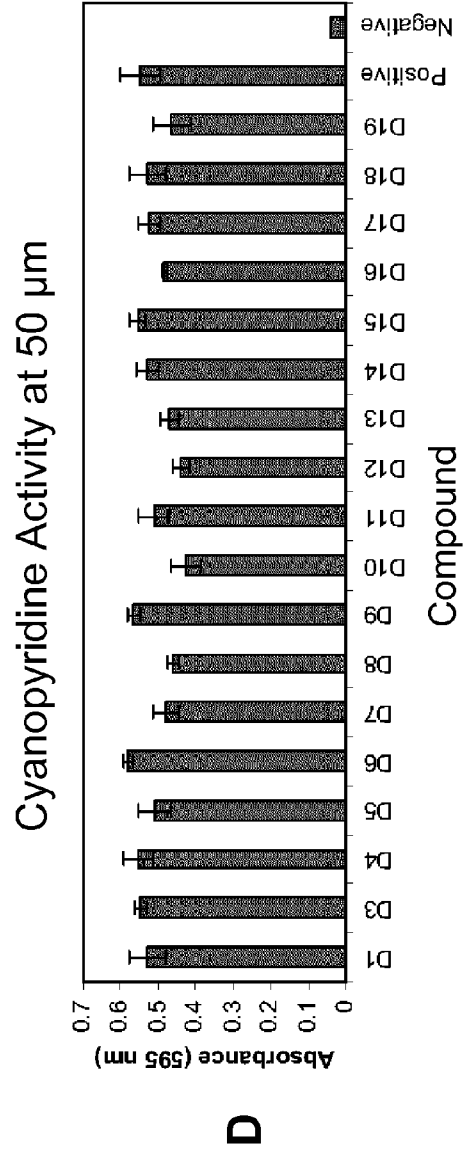 D
Cyanopyridine Activity at 50 µm
Absorbance (595 nm)
0.7
0.6
0.5
0.4
0.3
0.2
0.1
0
D1
D3
D4
D5
D6
D7
D8
D9
D10
D11
D12
D13
D14
D15
D16
D17
D18
D19
Positive
Negative
Compound